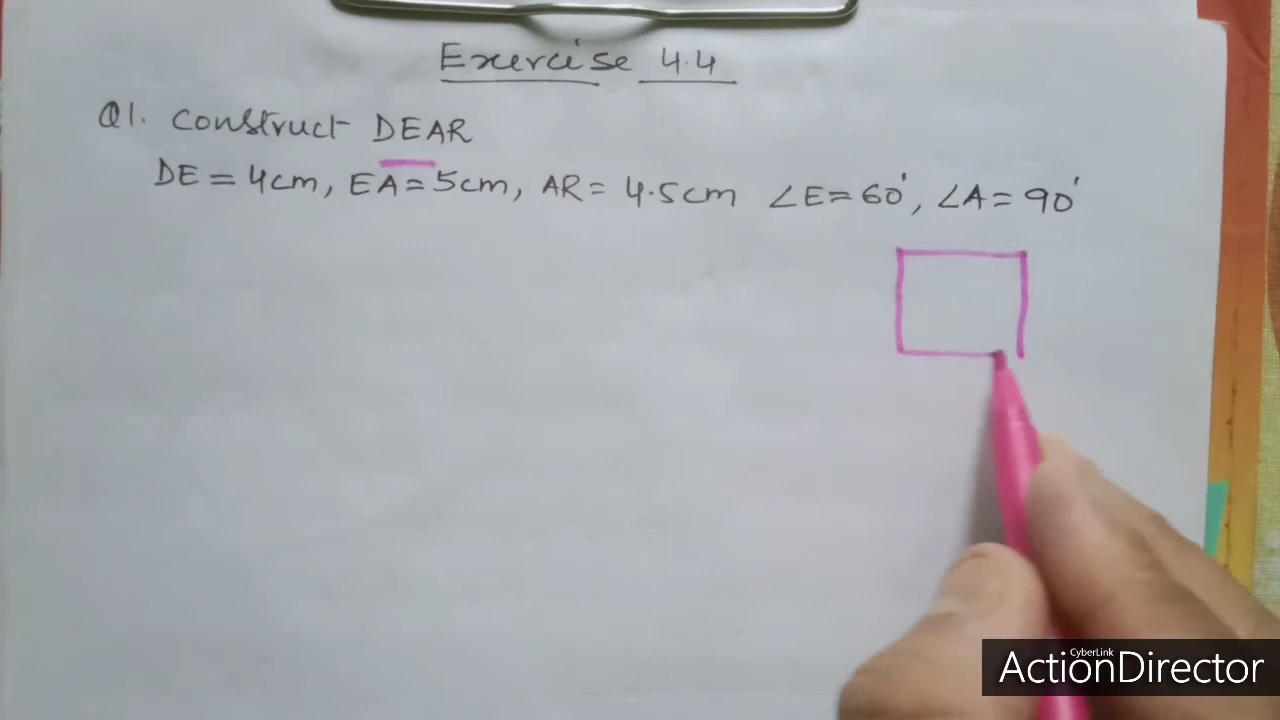 Exercise 4.4
Q1. Construct DEAR
DE = 4cm, EA = 5cm, AR = 4.5cm ∠E = 60°, ∠A = 90°
CyberLink
ActionDirector